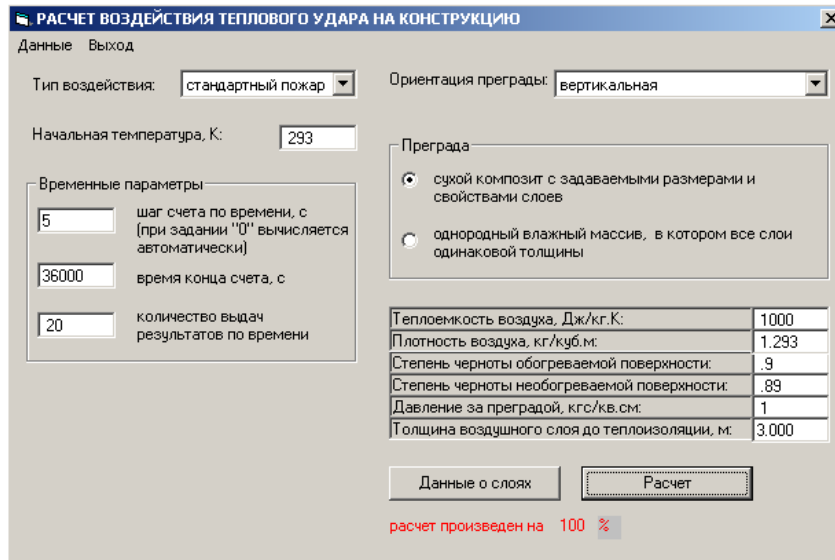 РАСЧЕТ ВОЗДЕЙСТВИЯ ТЕПЛОВОГО УДАРА НА КОНСТРУКЦИЮ
Данные Выход
Тип воздействия: стандартный пожар
Ориентация преграды: вертикальная
Начальная температура, К: 293
Преграда
сухой композит с задаваемыми размерами и
свойствами слоев
однородный влажный массив, в котором все слои
одинаковой толщины
Временные параметры
5 шаг счета по времени, с
(при задании "0" вычисляется
автоматически)
36000 время конца счета, с
20 количество выдач
результатов по времени
Теплоемкость воздуха, Дж/кг.К: 1000
Плотность воздуха, кг/куб.м: 1.293
Степень черноты обогреваемой поверхности: .9
Степень черноты необогреваемой поверхности: .89
Давление за преградой, кгс/кв.см: 1
Толщина воздушного слоя до теплоизоляции, м: 3.000
Данные о слоях Расчет
расчет произведен на 100 %